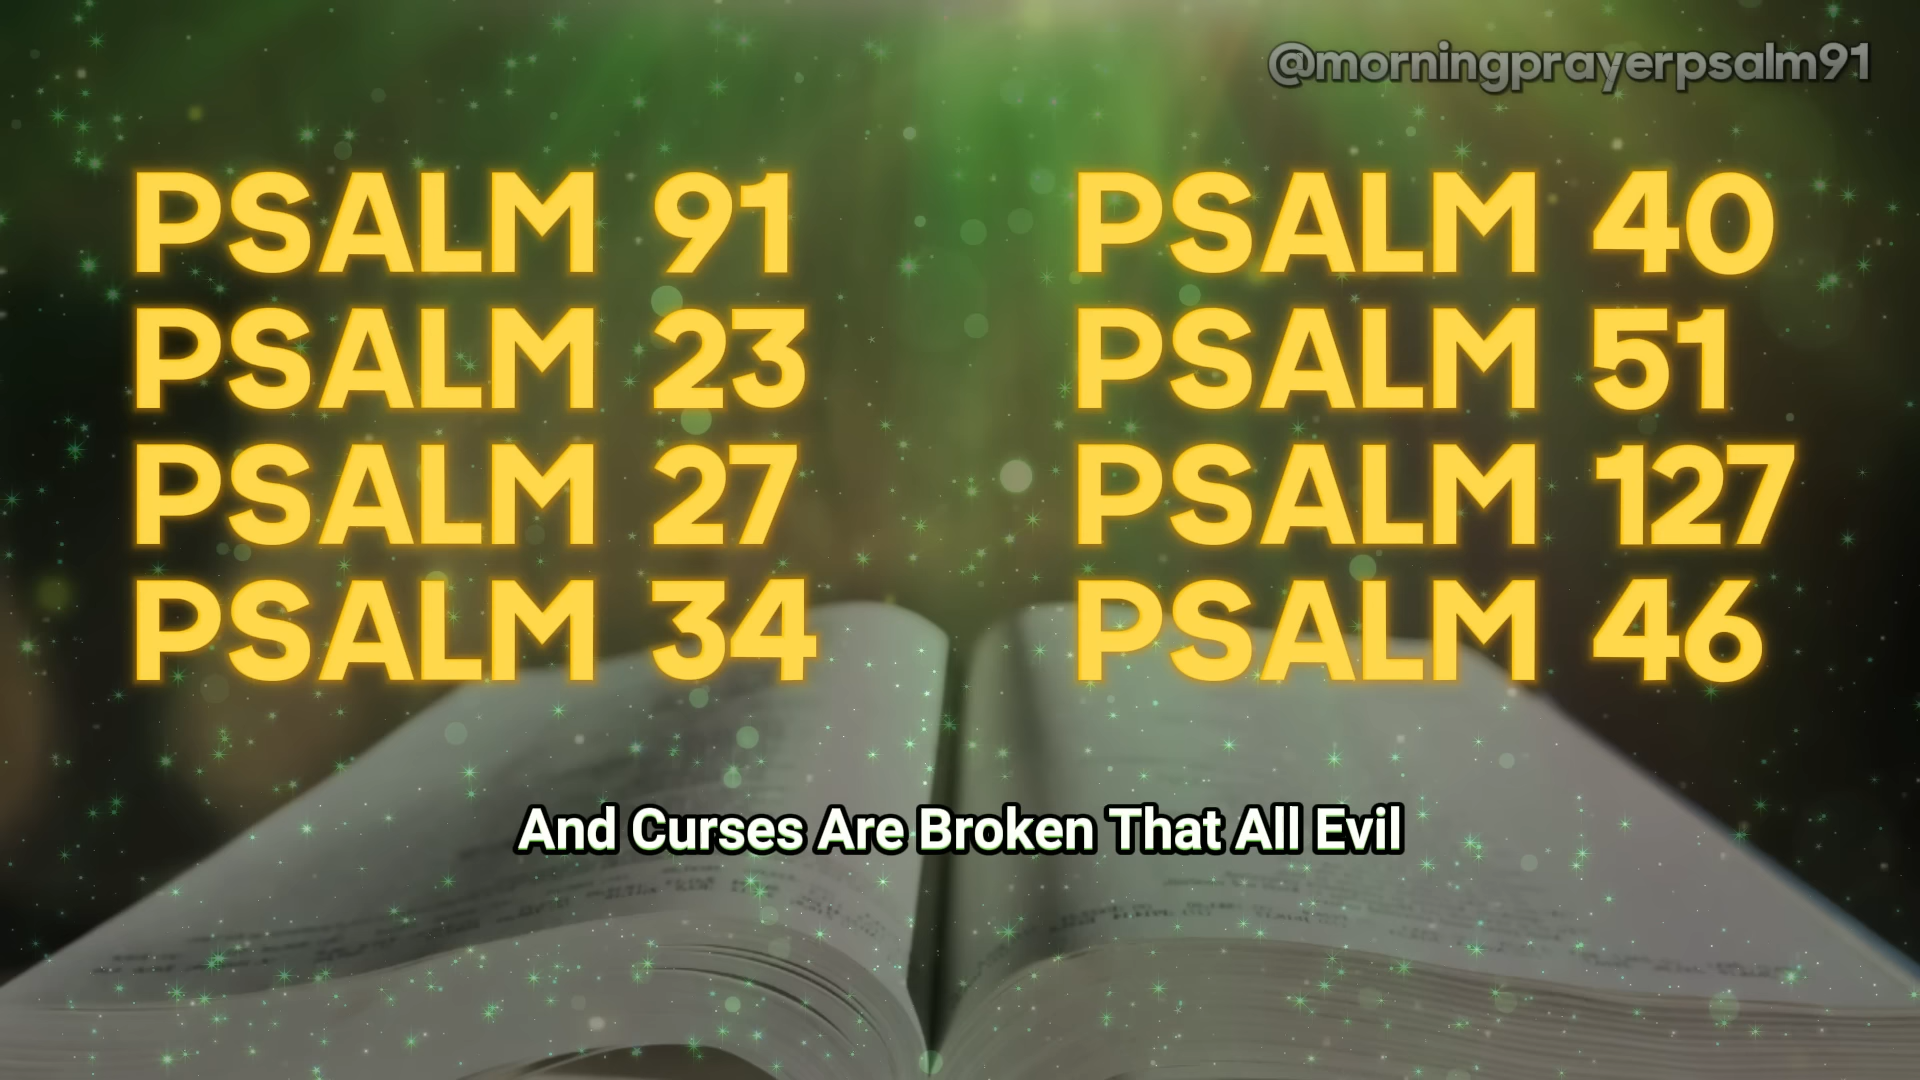 @morningprayerpsalm91
PSALM 91
PSALM 23
PSALM 27
PSALM 34
PSALM 40
PSALM 51
PSALM 127
PSALM 46
And Curses Are Broken That All Evil